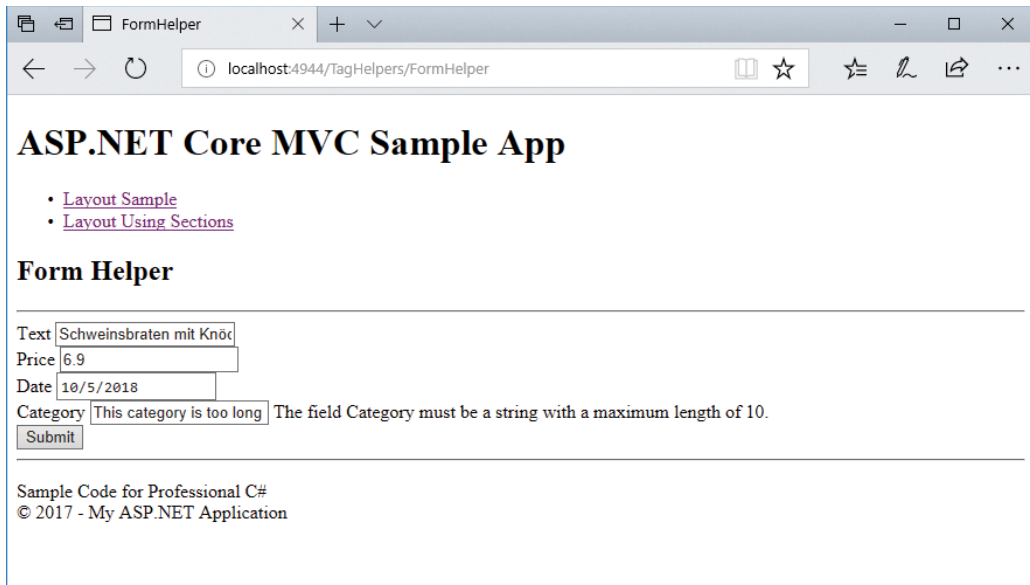 FormHelper
localhost:4944/TagHelpers/FormHelper
ASP.NET Core MVC Sample App
• Layout Sample
• Layout Using Sections
Form Helper
Text Schweinsbraten mit Knöc
Price 6.9
Date 10/5/2018
Category This category is too long The field Category must be a string with a maximum length of 10.
Submit
Sample Code for Professional C#
© 2017 - My ASP.NET Application